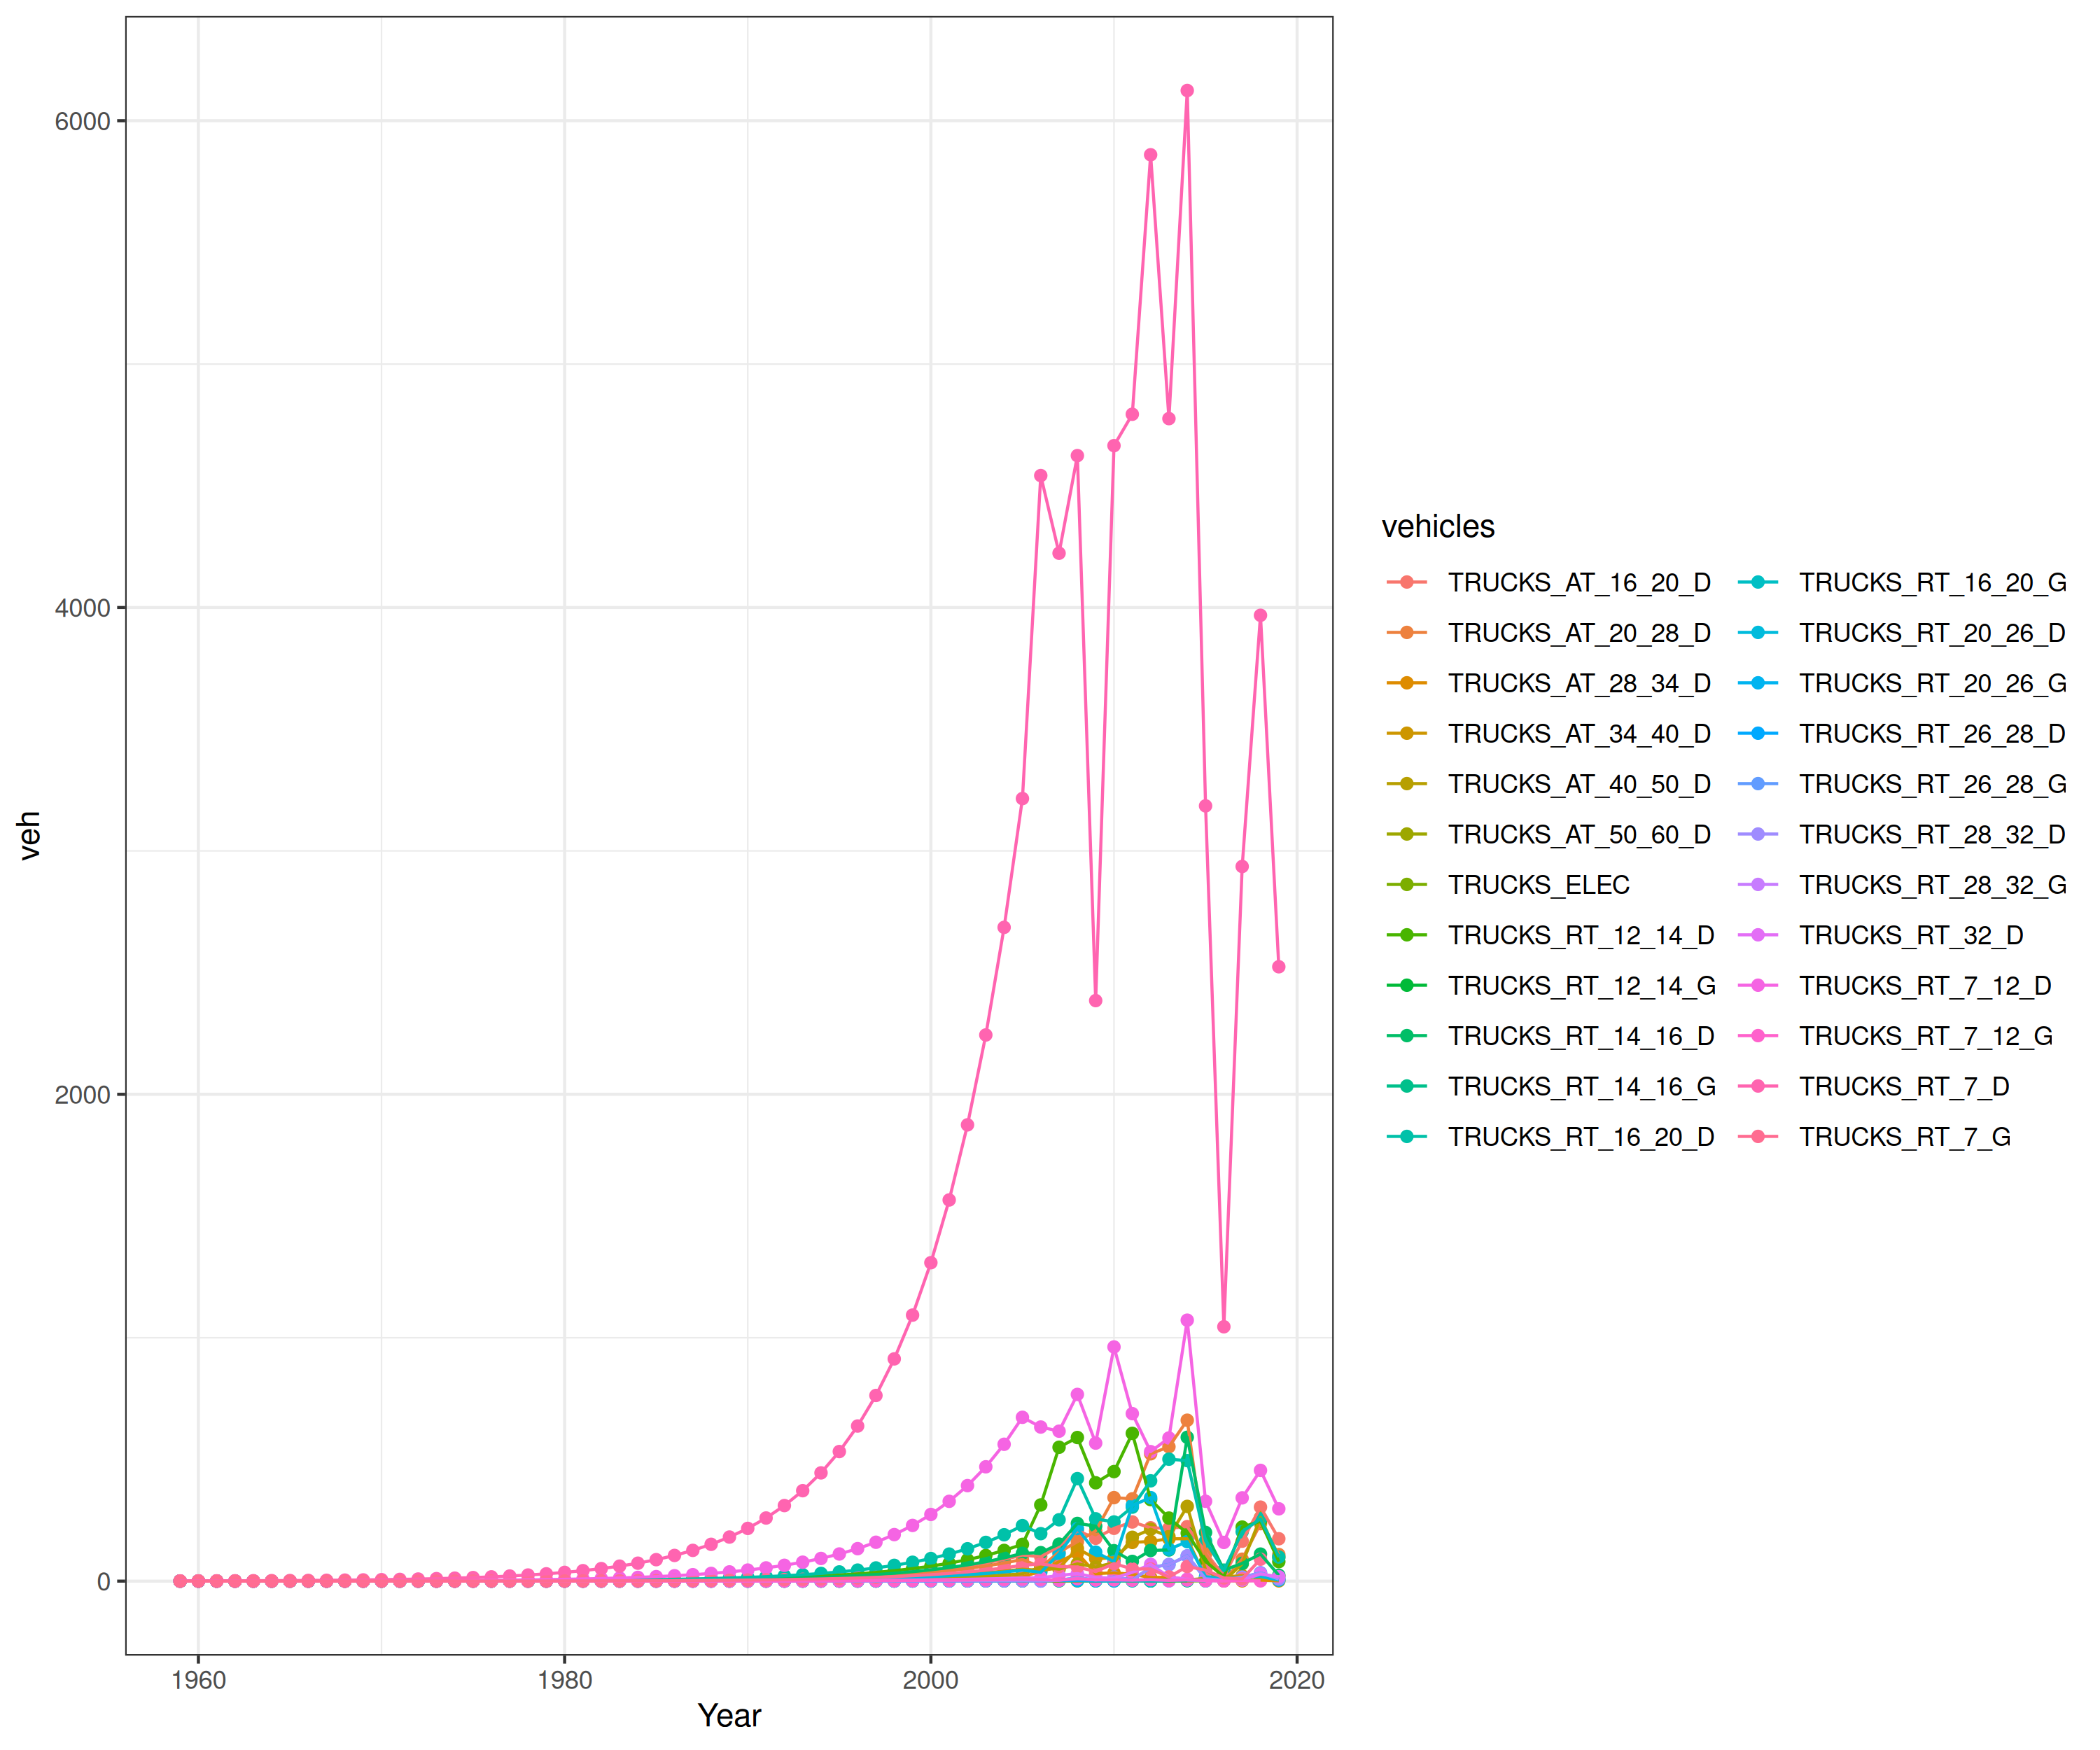 6000
4000
2000
0
veh
1960
1980
2000
2020
Year
vehicles
TRUCKS_AT_16_20_D
TRUCKS_AT_20_28_D
TRUCKS_AT_28_34_D
TRUCKS_AT_34_40_D
TRUCKS_AT_40_50_D
TRUCKS_AT_50_60_D
TRUCKS_ELEC
TRUCKS_RT_12_14_D
TRUCKS_RT_12_14_G
TRUCKS_RT_14_16_D
TRUCKS_RT_14_16_G
TRUCKS_RT_16_20_D
TRUCKS_RT_16_20_G
TRUCKS_RT_20_26_D
TRUCKS_RT_20_26_G
TRUCKS_RT_26_28_D
TRUCKS_RT_26_28_G
TRUCKS_RT_28_32_D
TRUCKS_RT_28_32_G
TRUCKS_RT_32_D
TRUCKS_RT_7_12_D
TRUCKS_RT_7_12_G
TRUCKS_RT_7_D
TRUCKS_RT_7_G